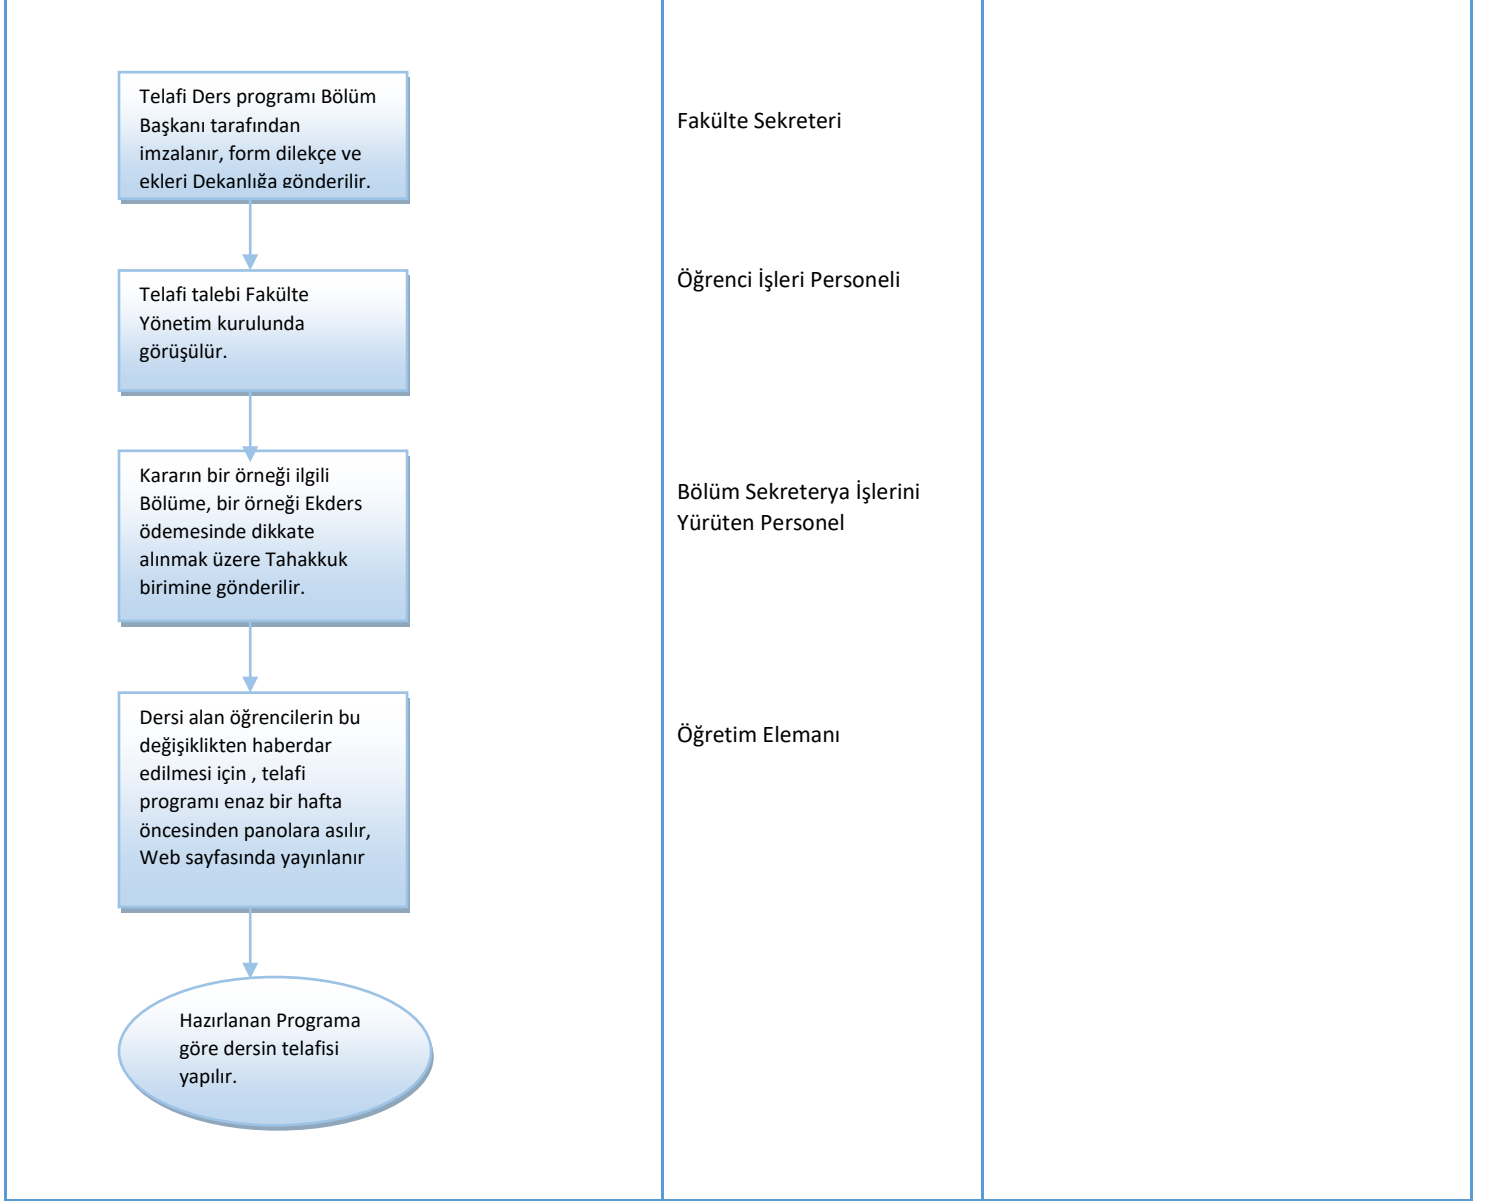 Telafi Ders programı Bölüm
Başkanı tarafından
imzalanır, form dilekçe ve
ekleri Dekanlığa gönderilir.
Fakülte Sekreteri
Telafi talebi Fakülte
Yönetim kurulunda
görüşülür.
Öğrenci İşleri Personeli
Kararın bir örneği ilgili
Bölüme, bir örneği Ekders
ödemesinde dikkate
alınmak üzere Tahakkuk
birimine gönderilir.
Bölüm Sekreterya İşlerini
Yürüten Personel
Dersi alan öğrencilerin bu
değişiklikten haberdar
edilmesi için , telafi
programı enaz bir hafta
öncesinden panolara asılır,
Web sayfasında yayınlanır
Öğretim Elemanı
Hazırlanan Programa
göre dersin telafisi
yapılır.